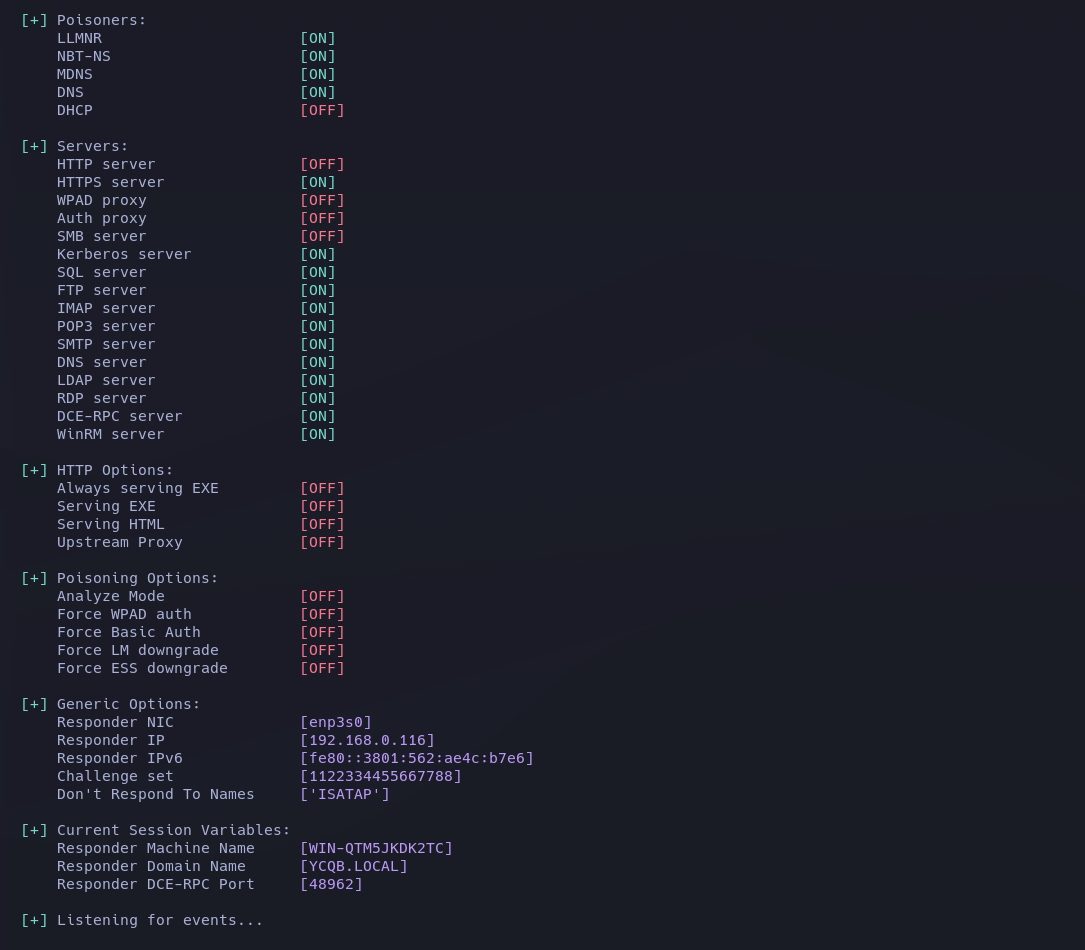 [+] Poisoners:
    LLMNR                      [ON]
    NBT-NS                     [ON]
    MDNS                       [ON]
    DNS                        [ON]
    DHCP                       [OFF]

[+] Servers:
    HTTP server                [OFF]
    HTTPS server               [ON]
    WPAD proxy                 [OFF]
    Auth proxy                 [OFF]
    SMB server                 [OFF]
    Kerberos server            [ON]
    SQL server                 [ON]
    FTP server                 [ON]
    IMAP server                [ON]
    POP3 server                [ON]
    SMTP server                [ON]
    DNS server                 [ON]
    LDAP server                [ON]
    RDP server                 [ON]
    DCE-RPC server             [ON]
    WinRM server               [ON]

[+] HTTP Options:
    Always serving EXE         [OFF]
    Serving EXE                [OFF]
    Serving HTML               [OFF]
    Upstream Proxy             [OFF]

[+] Poisoning Options:
    Analyze Mode               [OFF]
    Force WPAD auth            [OFF]
    Force Basic Auth           [OFF]
    Force LM downgrade         [OFF]
    Force ESS downgrade        [OFF]

[+] Generic Options:
    Responder NIC              [enp3s0]
    Responder IP               [192.168.0.116]
    Responder IPv6             [fe80::3801:562:ae4c:b7e6]
    Challenge set              [1122334455667788]
    Don't Respond To Names     ['ISATAP']

[+] Current Session Variables:
    Responder Machine Name     [WIN-QTM5JKDK2TC]
    Responder Domain Name      [YCQB.LOCAL]
    Responder DCE-RPC Port     [48962]

[+] Listening for events...